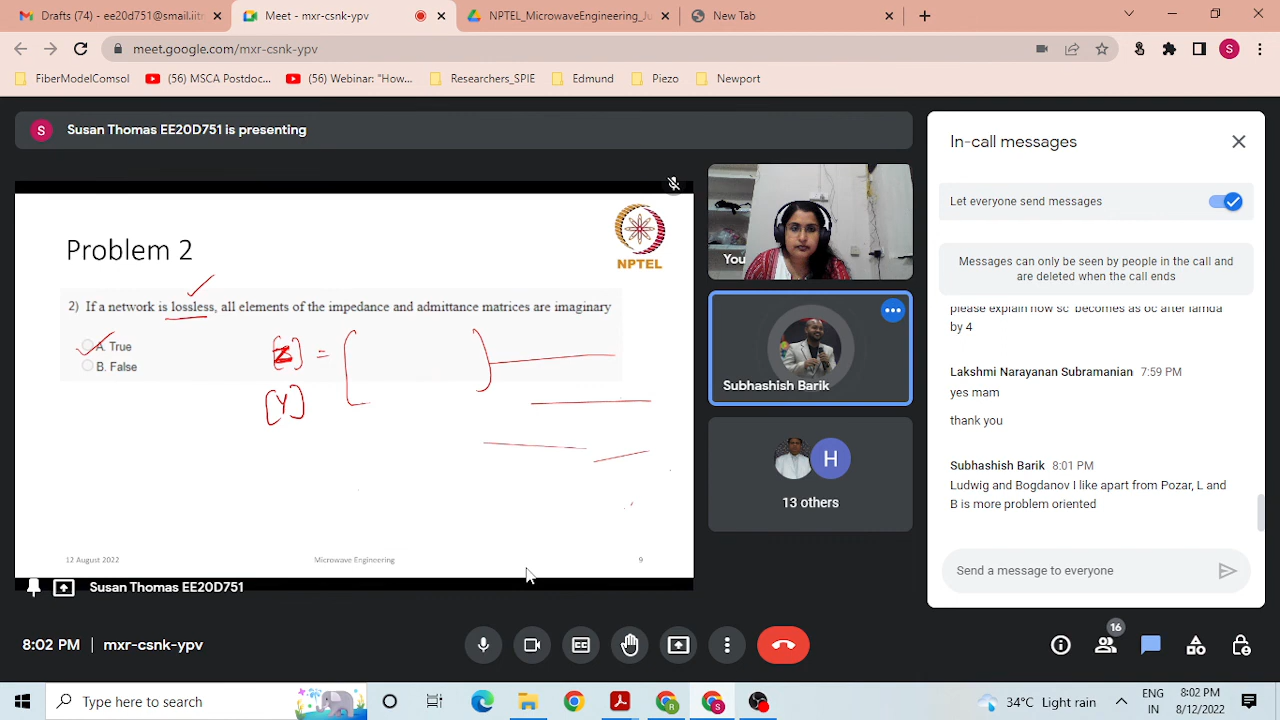 Drafts (74) - ee20d751@smail.iitr
Meet - mxr-csnk-ypv
NPTEL_MicrowaveEngineering_Ju
New Tab
meet.google.com/mxr-csnk-ypv
FiberModelComsol
(56) MSCA Postdoc...
(56) Webinar: "How...
Researchers_SPIE
Edmund
Piezo
Newport
S
S
Susan Thomas EE20D751 is presenting
Problem 2
NPTEL
2) If a network is lossless, all elements of the impedance and admittance matrices are imaginary
A. True
B. False
[Z] =
[Y]
12 August 2022
Microwave Engineering
9
Susan Thomas EE20D751
You
Subhashish Barik
H
13 others
In-call messages
Let everyone send messages
Messages can only be seen by people in the call and
are deleted when the call ends
please explain how sc becomes as oc after lamda
by 4
Lakshmi Narayanan Subramanian 7:59 PM
yes mam
thank you
Subhashish Barik 8:01 PM
Ludwig and Bogdanov I like apart from Pozar, L and
B is more problem oriented
Send a message to everyone
8:02 PM | mxr-csnk-ypv
16
Type here to search
R
S
34°C Light rain
ENG
IN
8:02 PM
8/12/2022